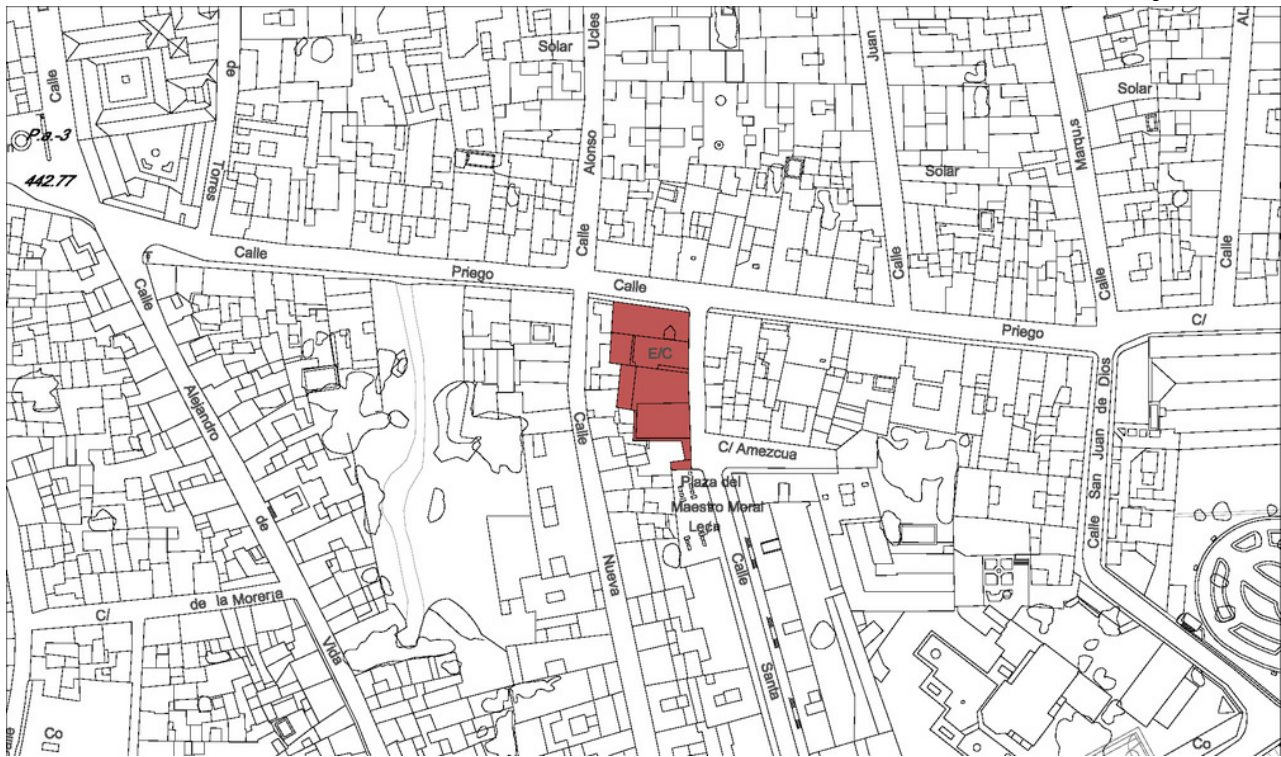 Calle
de
Torres
P.a.-3
442.77
Solar
Ucles
Alonso
Calle
Juan
Calle
Solar
Marqu,s
Calle
Solar
AL
Calle
Calle
Priego
Calle
Priego
C/
E/C
Calle
Alejandro
de
Vida
Calle
Nueva
C/ Amezcua
Plaza del
Maestro Moral
Leca
Calle
Santa
Calle San Juan de Dios
C/ de la Moreria
Co
Calle
Co